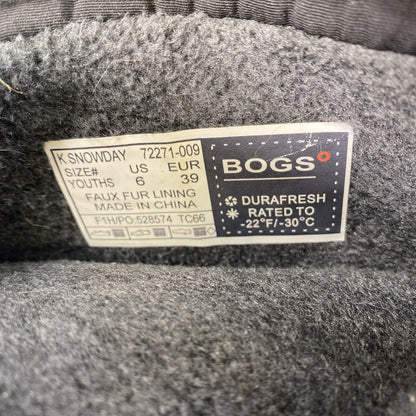 K SNOWDAY 72271-009
SIZE# US EUR
YOUTHS 6 39
FAUX FUR LINING
MADE IN CHINA
F1H/PO:528574 TC66
BOGS
DURAFRESH
RATED TO
-22°F/-30°C